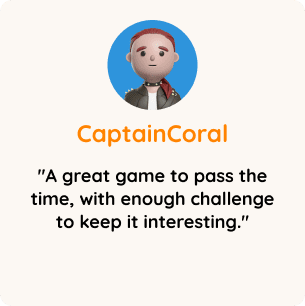 CaptainCoral
"A great game to pass the
time, with enough challenge
to keep it interesting."